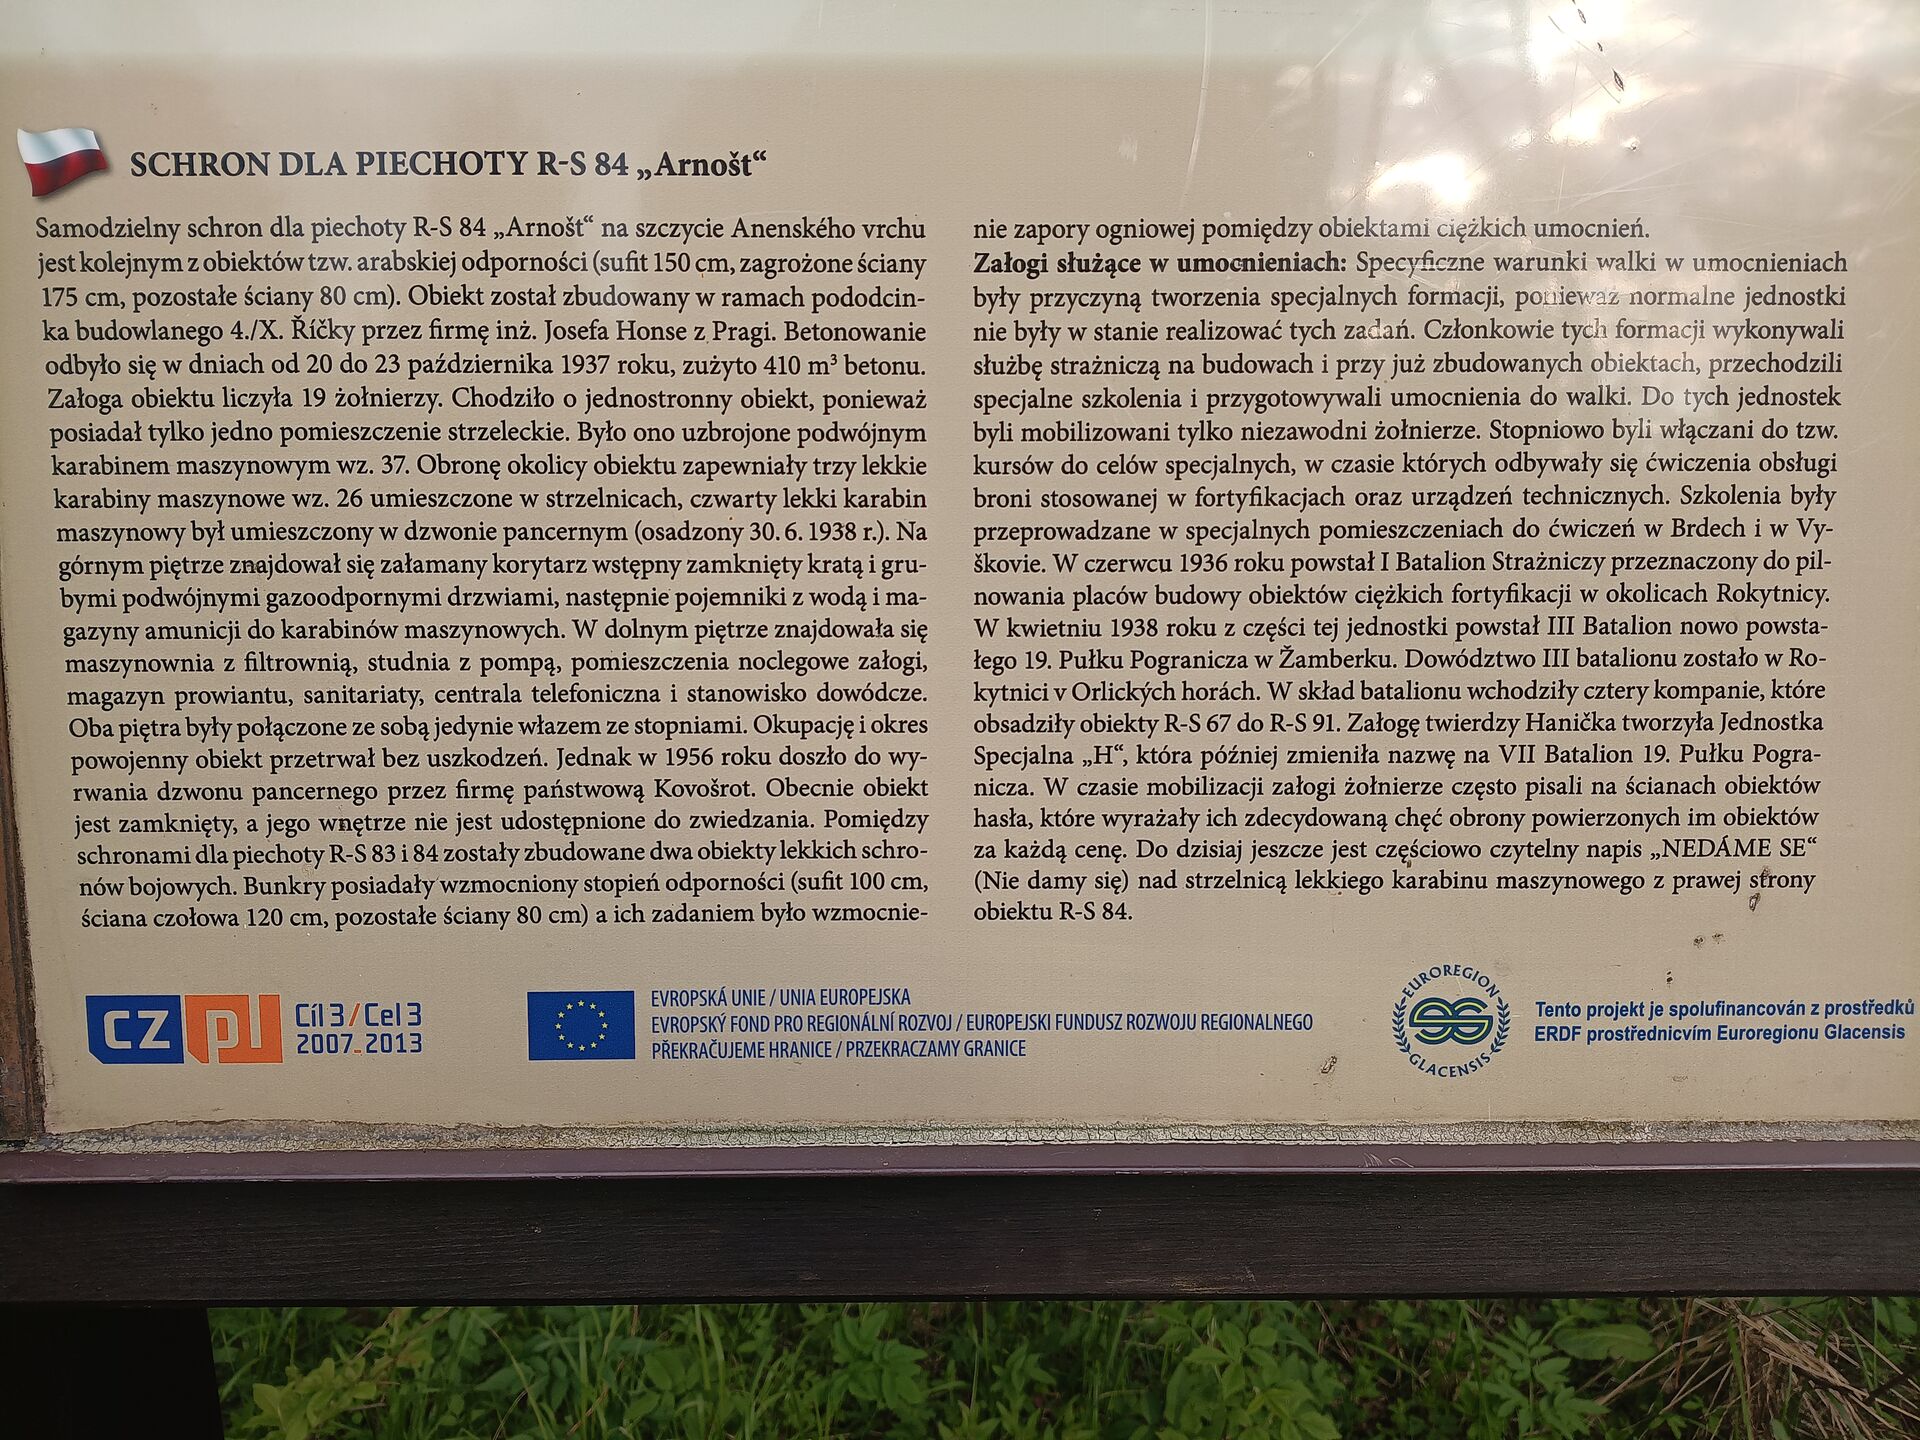 SCHRON DLA PIECHOTY R-S 84 „Arnošt“
Samodzielny schron dla piechoty R-S 84 „Arnošt“ na szczycie Anenského vrchu
jest kolejnym z obiektów tzw. arabskiej odporności (sufit 150 cm, zagrożone ściany
175 cm, pozostałe ściany 80 cm). Obiekt został zbudowany w ramach pododcin-
ka budowlanego 4./X. Říčky przez firmę inż. Josefa Honse z Pragi. Betonowanie
odbyło się w dniach od 20 do 23 października 1937 roku, zużyto 410 m³ betonu.
Załoga obiektu liczyła 19 żołnierzy. Chodziło o jednostronny obiekt, ponieważ
posiadał tylko jedno pomieszczenie strzeleckie. Było ono uzbrojone podwójnym
karabinem maszynowym wz. 37. Obronę okolicy obiektu zapewniały trzy lekkie
karabiny maszynowe wz. 26 umieszczone w strzelnicach, czwarty lekki karabin
maszynowy był umieszczony w dzwonie pancernym (osadzony 30. 6. 1938 r.). Na
górnym piętrze znajdował się załamany korytarz wstępny zamknięty kratą i gru-
bymi podwójnymi gazoodpornymi drzwiami, następnie pojemniki z wodą i ma-
gazyny amunicji do karabinów maszynowych. W dolnym piętrze znajdowała się
maszynownia z filtrownią, studnia z pompą, pomieszczenia noclegowe załogi,
magazyn prowiantu, sanitariaty, centrala telefoniczna i stanowisko dowódcze.
Oba piętra były połączone ze sobą jedynie włazem ze stopniami. Okupację i okres
powojenny obiekt przetrwał bez uszkodzeń. Jednak w 1956 roku doszło do wy-
rwania dzwonu pancernego przez firmę państwową Kovošrot. Obecnie obiekt
jest zamknięty, a jego wnętrze nie jest udostępnione do zwiedzania. Pomiędzy
schronami dla piechoty R-S 83 i 84 zostały zbudowane dwa obiekty lekkich schro-
nów bojowych. Bunkry posiadały wzmocniony stopień odporności (sufit 100 cm,
ściana czołowa 120 cm, pozostałe ściany 80 cm) a ich zadaniem było wzmocnie-
nie zapory ogniowej pomiędzy obiektami ciężkich umocnień.
Załogi służące w umocnieniach: Specyficzne warunki walki w umocnieniach
były przyczyną tworzenia specjalnych formacji, ponieważ normalne jednostki
nie były w stanie realizować tych zadań. Członkowie tych formacji wykonywali
służbę strażniczą na budowach i przy już zbudowanych obiektach, przechodzili
specjalne szkolenia i przygotowywali umocnienia do walki. Do tych jednostek
byli mobilizowani tylko niezawodni żołnierze. Stopniowo byli włączani do tzw.
kursów do celów specjalnych, w czasie których odbywały się ćwiczenia obsługi
broni stosowanej w fortyfikacjach oraz urządzeń technicznych. Szkolenia były
przeprowadzane w specjalnych pomieszczeniach do ćwiczeń w Brdech i w Vy-
škovie. W czerwcu 1936 roku powstał I Batalion Strażniczy przeznaczony do pil-
nowania placów budowy obiektów ciężkich fortyfikacji w okolicach Rokytnicy.
W kwietniu 1938 roku z części tej jednostki powstał III Batalion nowo powsta-
łego 19. Pułku Pogranicza w Žamberku. Dowództwo III batalionu zostało w Ro-
kytnici v Orlických horách. W skład batalionu wchodziły cztery kompanie, które
obsadziły obiekty R-S 67 do R-S 91. Załogę twierdzy Hanička tworzyła Jednostka
Specjalna „H“, która później zmieniła nazwę na VII Batalion 19. Pułku Pogra-
nicza. W czasie mobilizacji załogi żołnierze często pisali na ścianach obiektów
hasła, które wyrażały ich zdecydowaną chęć obrony powierzonych im obiektów
za każdą cenę. Do dzisiaj jeszcze jest częściowo czytelny napis „NEDÁME SE“
(Nie damy się) nad strzelnicą lekkiego karabinu maszynowego z prawej strony
obiektu R-S 84.
cz pl Cíl 3 / Cel 3
2007_2013
EVROPSKÁ UNIE / UNIA EUROPEJSKA
EVROPSKÝ FOND PRO REGIONÁLNÍ ROZVOJ / EUROPEJSKI FUNDUSZ ROZWOJU REGIONALNEGO
PŘEKRAČUJEME HRANICE / PRZEKRACZAMY GRANICE
EUROREGION
GLACENSIS
Tento projekt je spolufinancován z prostředků
ERDF prostřednicvím Euroregionu Glacensis